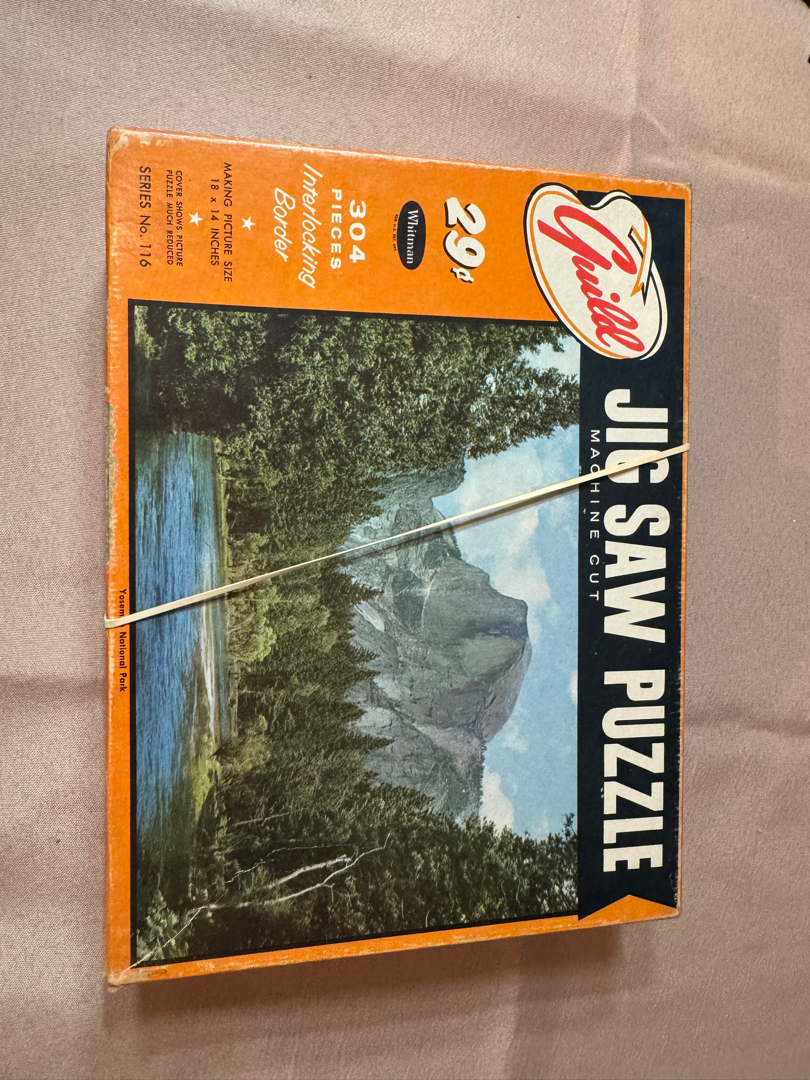 Guild
JIG SAW PUZZLE
MACHINE CUT
29¢
Whitman
304
PIECES
Interlocking
Border
MAKING PICTURE SIZE
18 x 14 INCHES
COVER SHOWS PICTURE
PUZZLE MUCH REDUCED
SERIES No. 116
Yosem National Park